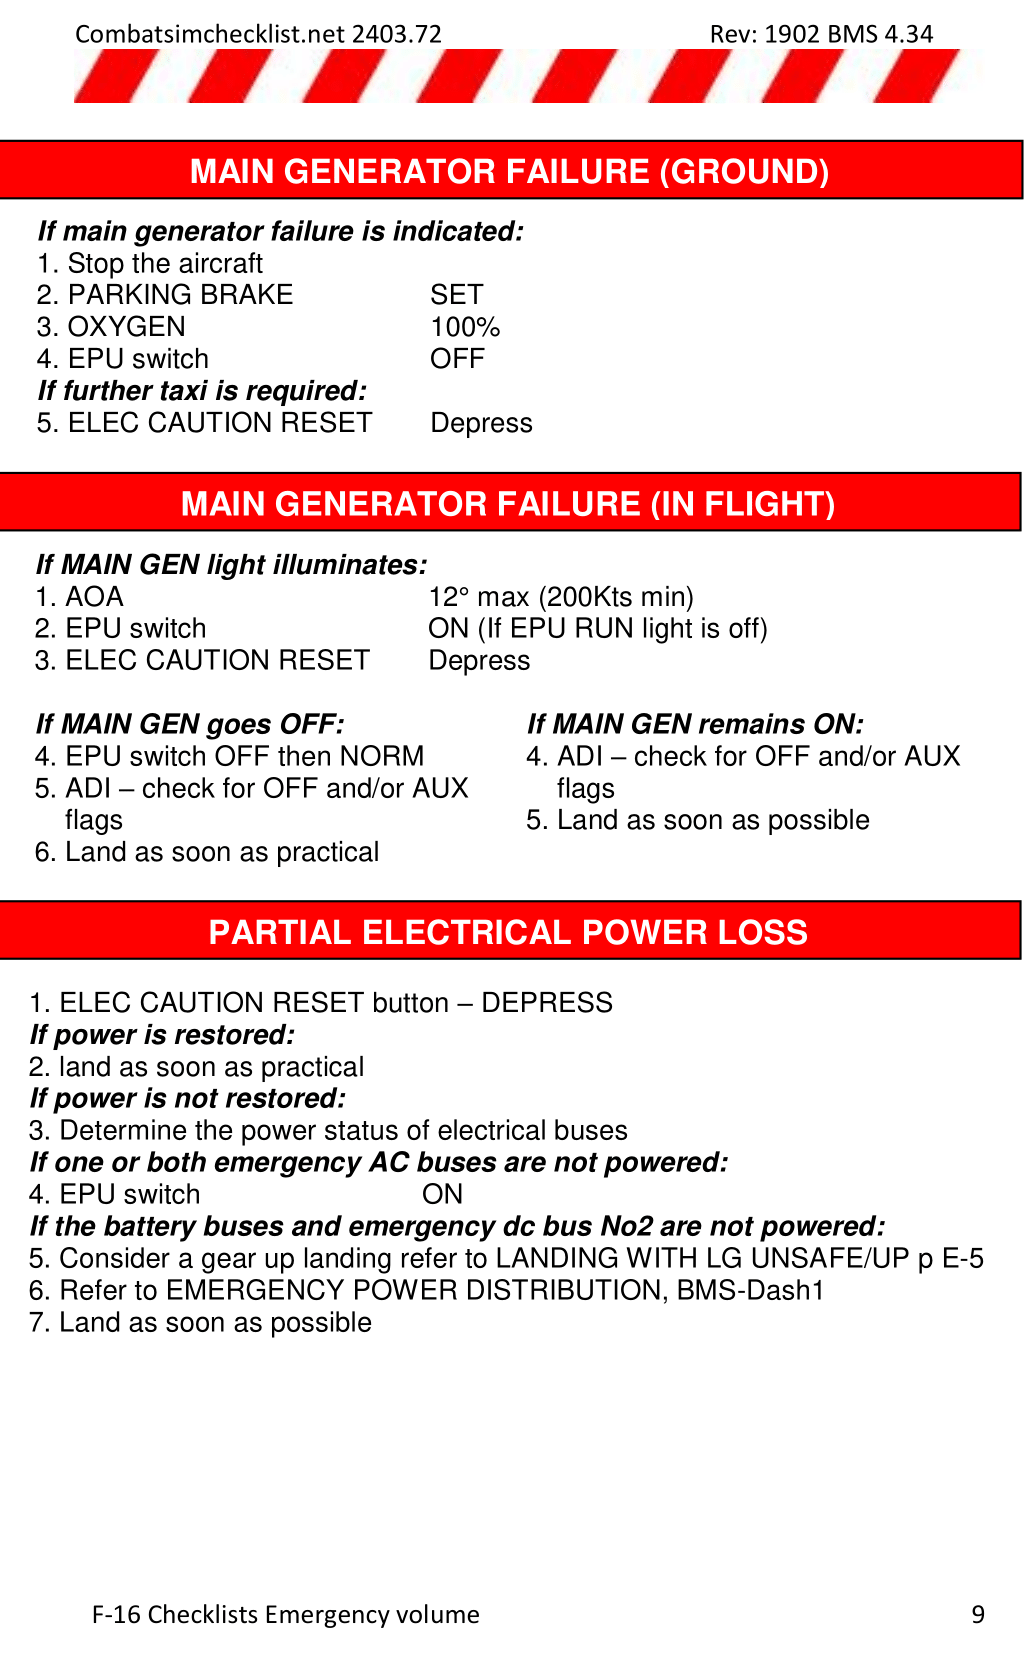 Combatsimchecklist.net 2403.72 Rev: 1902 BMS 4.34
MAIN GENERATOR FAILURE (GROUND)
If main generator failure is indicated:
1. Stop the aircraft
2. PARKING BRAKE SET
3. OXYGEN 100%
4. EPU switch OFF
If further taxi is required:
5. ELEC CAUTION RESET Depress
MAIN GENERATOR FAILURE (IN FLIGHT)
If MAIN GEN light illuminates:
1. AOA 12° max (200Kts min)
2. EPU switch ON (If EPU RUN light is off)
3. ELEC CAUTION RESET Depress
If MAIN GEN goes OFF:
4. EPU switch OFF then NORM
5. ADI – check for OFF and/or AUX
flags
6. Land as soon as practical
If MAIN GEN remains ON:
4. ADI – check for OFF and/or AUX
flags
5. Land as soon as possible
PARTIAL ELECTRICAL POWER LOSS
1. ELEC CAUTION RESET button – DEPRESS
If power is restored:
2. land as soon as practical
If power is not restored:
3. Determine the power status of electrical buses
If one or both emergency AC buses are not powered:
4. EPU switch ON
If the battery buses and emergency dc bus No2 are not powered:
5. Consider a gear up landing refer to LANDING WITH LG UNSAFE/UP p E-5
6. Refer to EMERGENCY POWER DISTRIBUTION, BMS-Dash1
7. Land as soon as possible
F-16 Checklists Emergency volume 9